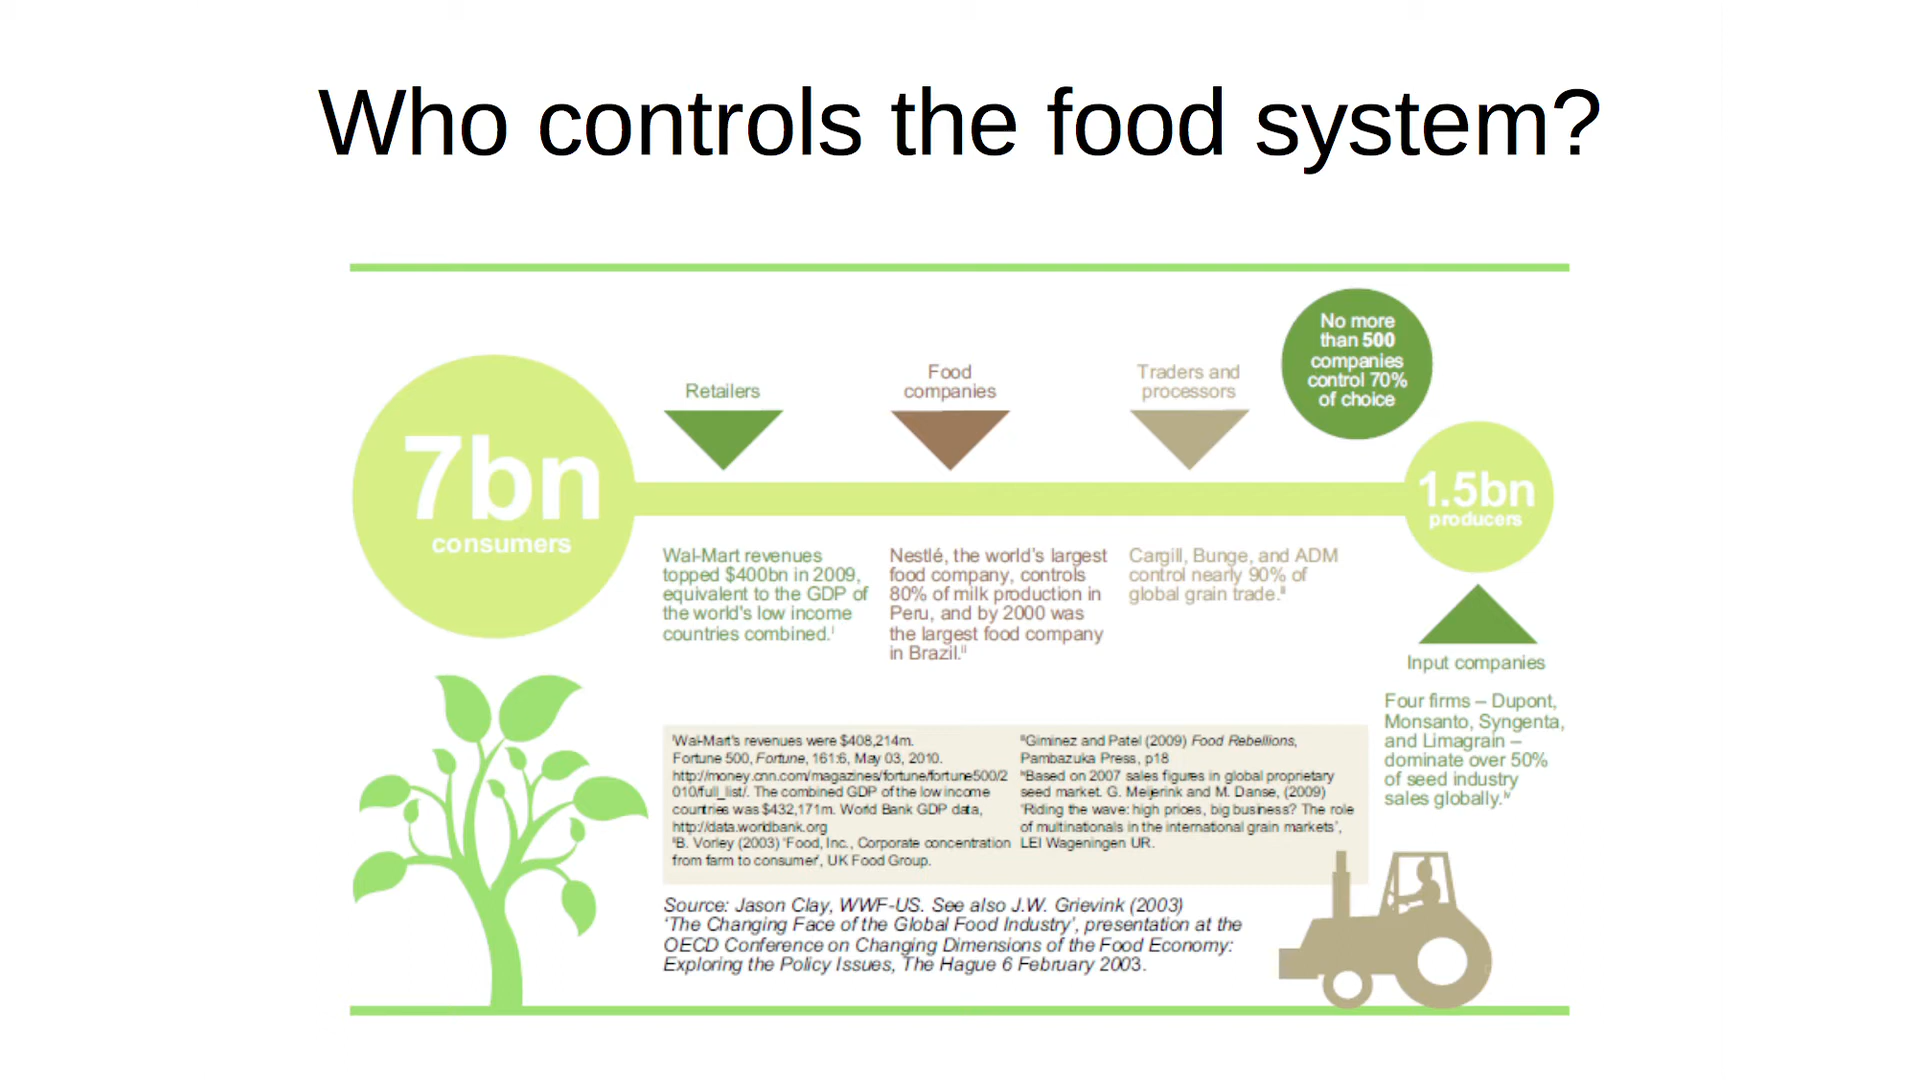 Who controls the food system?
No more
than 500
companies
control 70%
of choice
Retailers
Food
companies
Traders and
processors
7bn
consumers
1.5bn
producers
Wal-Mart revenues
topped $400bn in 2009,
equivalent to the GDP of
the world's low income
countries combined.ⁱ
Nestlé, the world's largest
food company, controls
80% of milk production in
Peru, and by 2000 was
the largest food company
in Brazil.ⁱⁱ
Cargill, Bunge, and ADM
control nearly 90% of
global grain trade.ⁱⁱⁱ
Input companies
Four firms – Dupont,
Monsanto, Syngenta,
and Limagrain –
dominate over 50%
of seed industry
sales globally.ⁱᵛ
ⁱWal-Mart's revenues were $408,214m.
Fortune 500, Fortune, 161:6, May 03, 2010.
http://money.cnn.com/magazines/fortune/fortune500/2
010/full_list/. The combined GDP of the low income
countries was $432,171m. World Bank GDP data,
http://data.worldbank.org
ⁱⁱB. Vorley (2003) 'Food, Inc., Corporate concentration
from farm to consumer', UK Food Group.
ⁱⁱⁱGiminez and Patel (2009) Food Rebellions,
Pambazuka Press, p18
ⁱᵛBased on 2007 sales figures in global proprietary
seed market. G. Meijerink and M. Danse, (2009)
'Riding the wave: high prices, big business? The role
of multinationals in the international grain markets',
LEI Wageningen UR.
Source: Jason Clay, WWF-US. See also J.W. Grievink (2003)
'The Changing Face of the Global Food Industry', presentation at the
OECD Conference on Changing Dimensions of the Food Economy:
Exploring the Policy Issues, The Hague 6 February 2003.